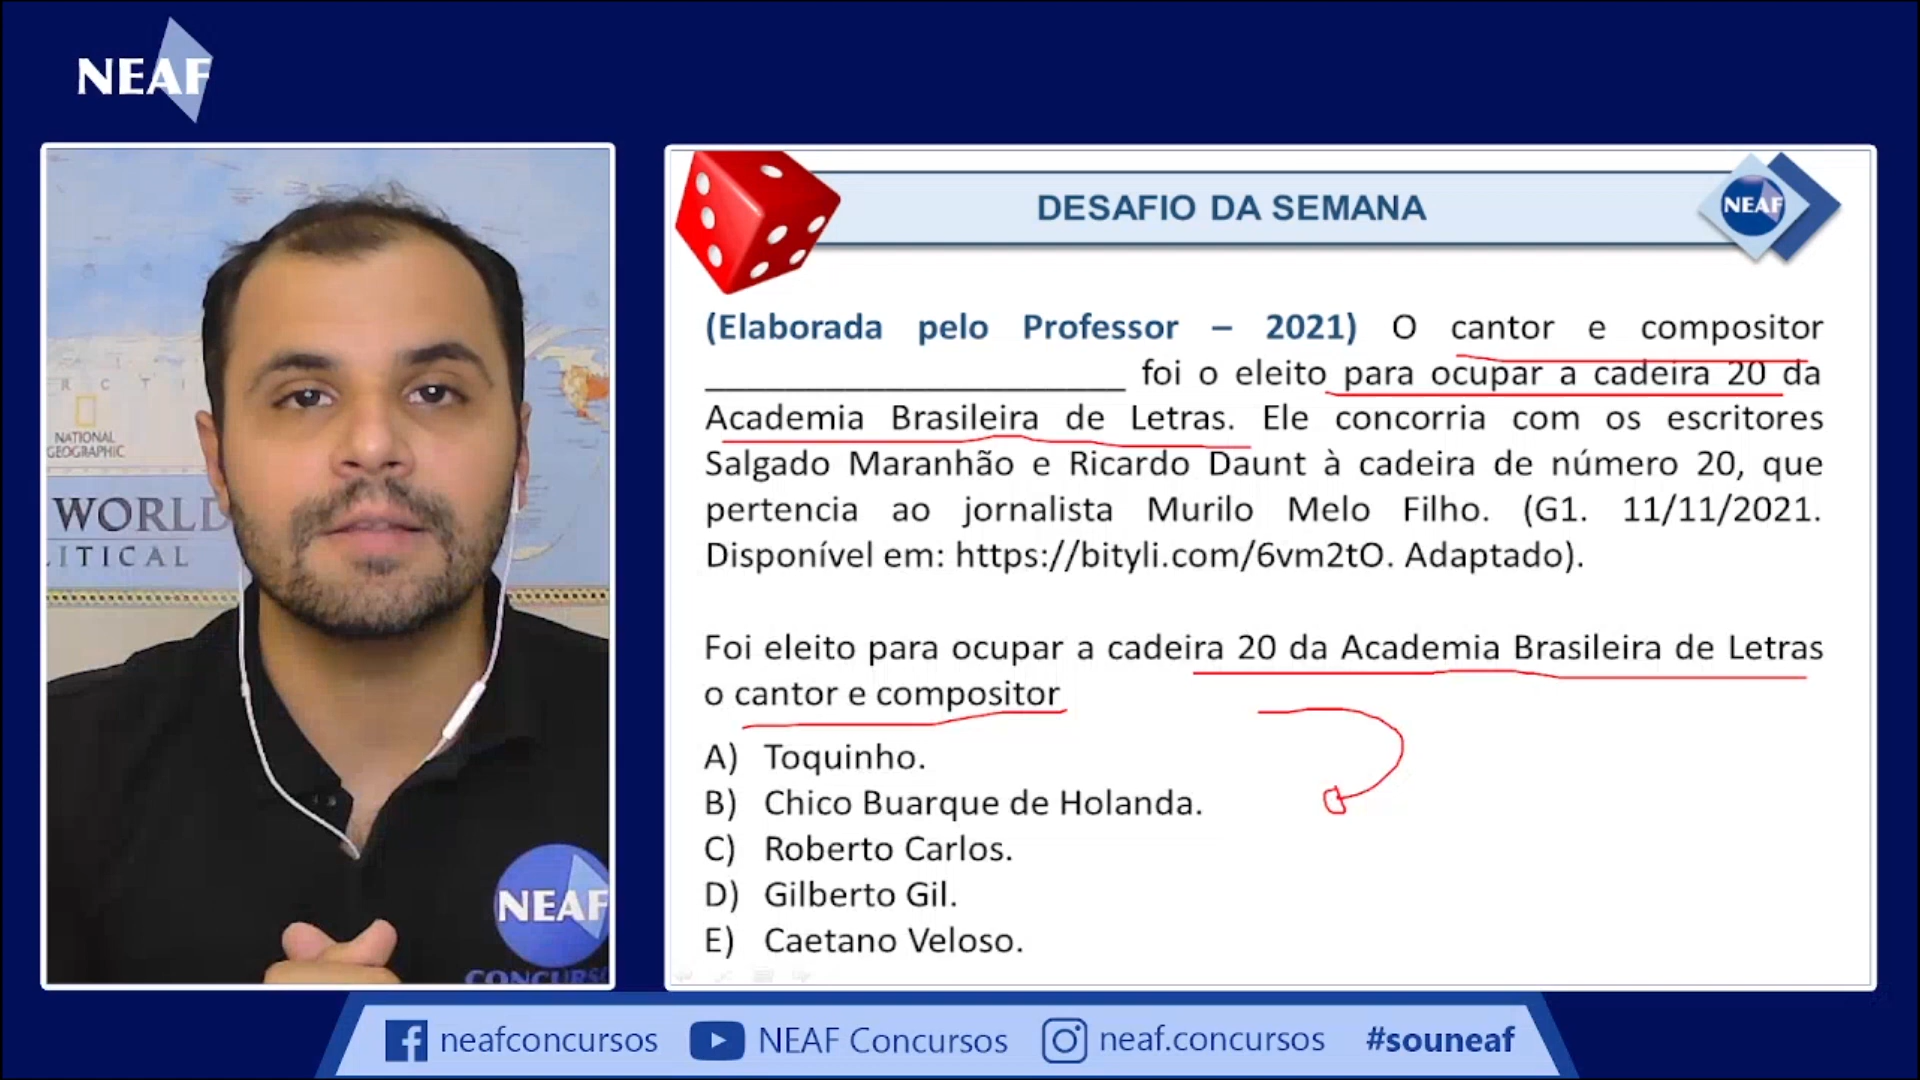 NEAF
DESAFIO DA SEMANA
NEAF
(Elaborada pelo Professor – 2021) O cantor e compositor
_______________________ foi o eleito para ocupar a cadeira 20 da
Academia Brasileira de Letras. Ele concorria com os escritores
Salgado Maranhão e Ricardo Daunt à cadeira de número 20, que
pertencia ao jornalista Murilo Melo Filho. (G1. 11/11/2021.
Disponível em: https://bityli.com/6vm2tO. Adaptado).
Foi eleito para ocupar a cadeira 20 da Academia Brasileira de Letras
o cantor e compositor
A) Toquinho.
B) Chico Buarque de Holanda.
C) Roberto Carlos.
D) Gilberto Gil.
E) Caetano Veloso.
NATIONAL
GEOGRAPHIC
WORLD
ITICAL
NEAF
neafconcursos
NEAF Concursos
neaf.concursos
#souneaf